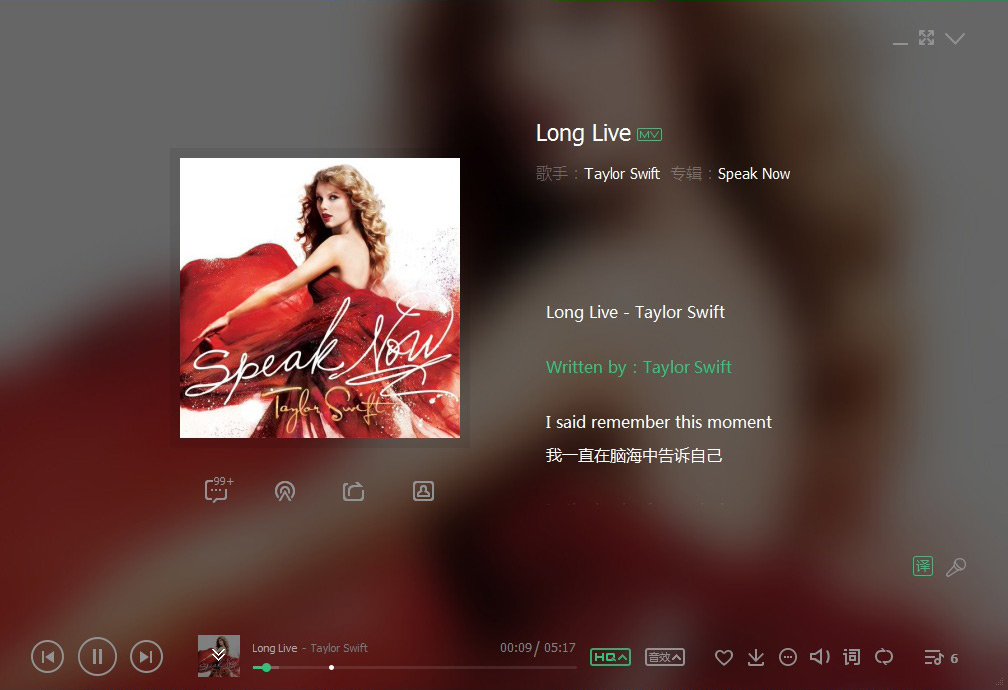 Long Live MV
歌手：Taylor Swift 专辑：Speak Now
Speak Now
Taylor Swift
Long Live - Taylor Swift
Written by : Taylor Swift
I said remember this moment
我一直在脑海中告诉自己
99+
译
Long Live - Taylor Swift
00:09 / 05:17
HQ
音效
词
6